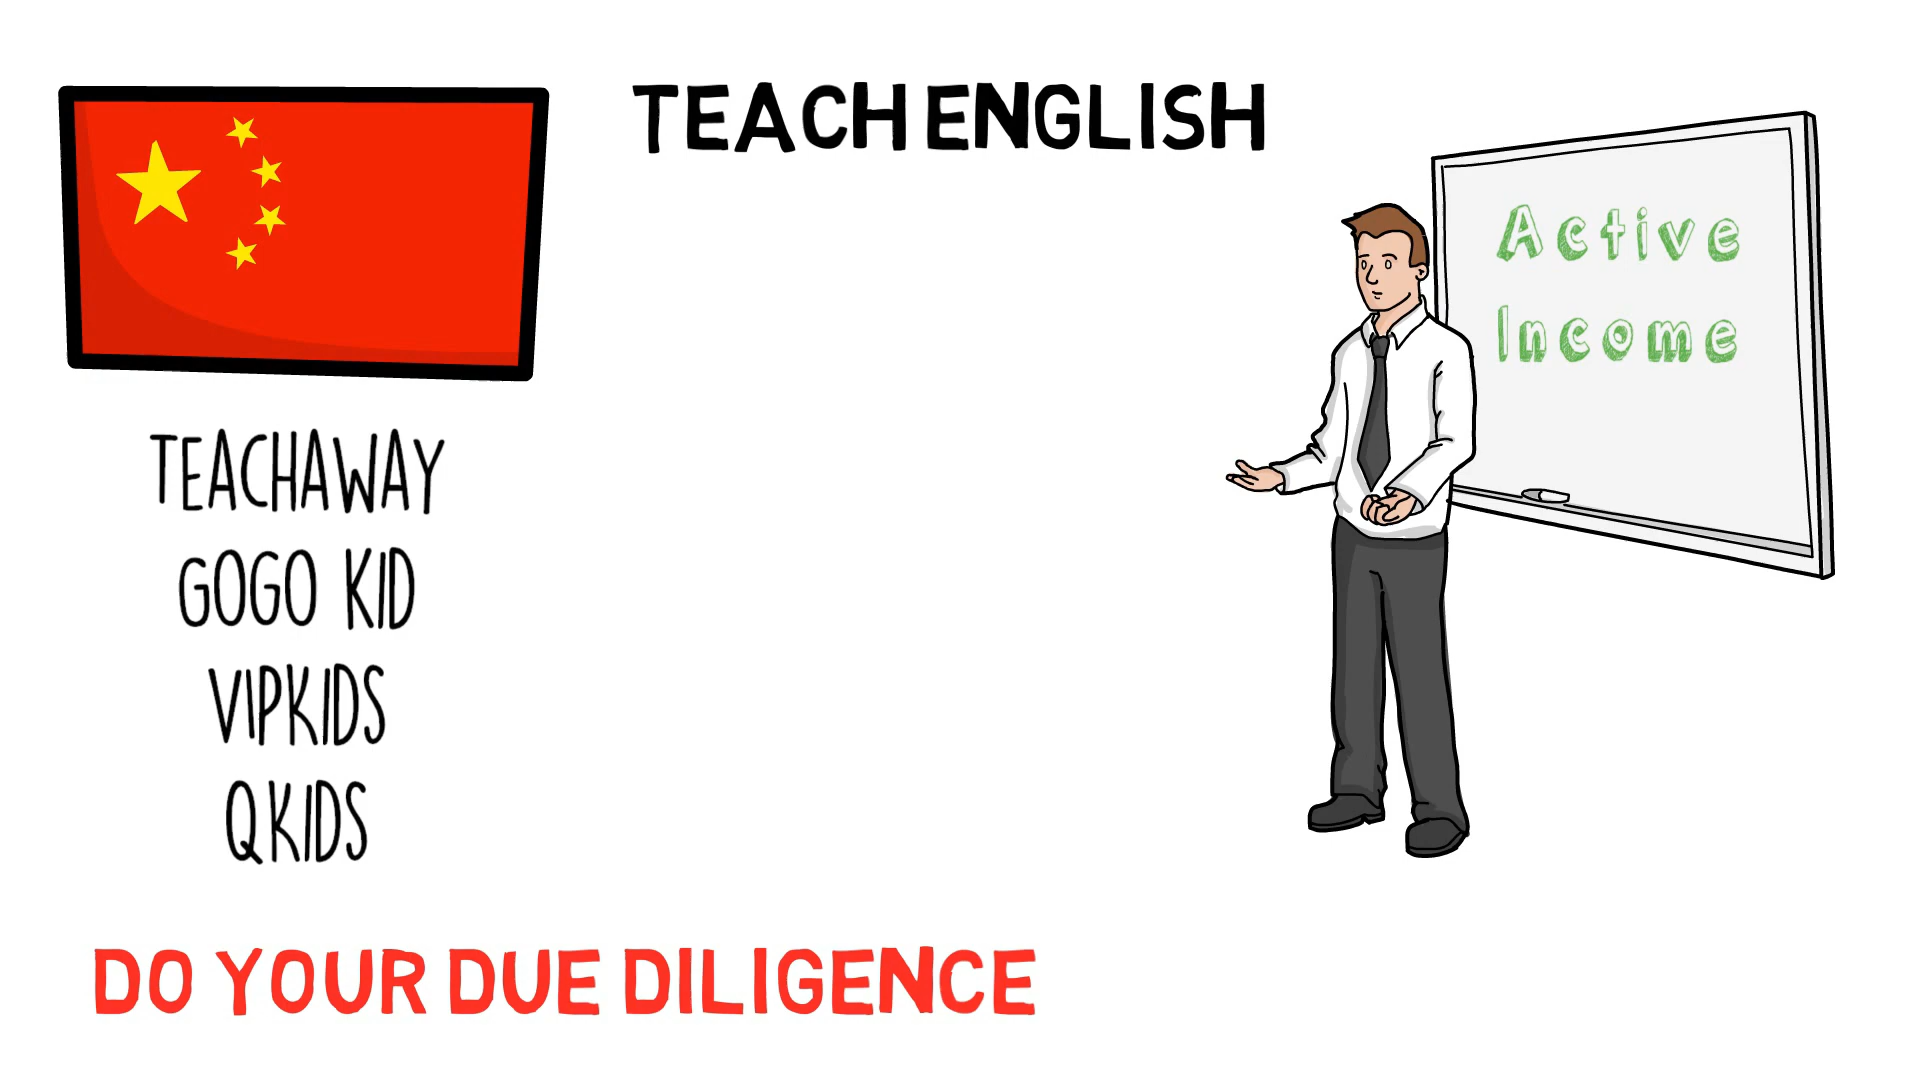 TEACH ENGLISH
Active
Income
TEACHAWAY
GOGO KID
VIPKIDS
QKIDS
DO YOUR DUE DILIGENCE